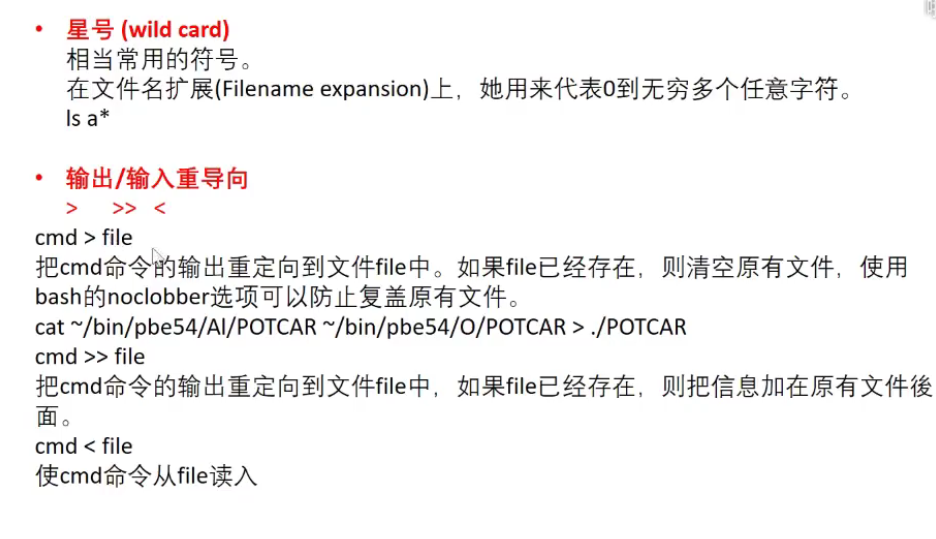 • 星号 (wild card)
相当常用的符号。
在文件名扩展(Filename expansion)上，她用来代表0到无穷多个任意字符。
ls a*
• 输出/输入重导向
> >> <
cmd > file
把cmd命令的输出重定向到文件file中。如果file已经存在，则清空原有文件，使用
bash的noclobber选项可以防止复盖原有文件。
cat ~/bin/pbe54/Al/POTCAR ~/bin/pbe54/O/POTCAR > ./POTCAR
cmd >> file
把cmd命令的输出重定向到文件file中，如果file已经存在，则把信息加在原有文件後
面。
cmd < file
使cmd命令从file读入